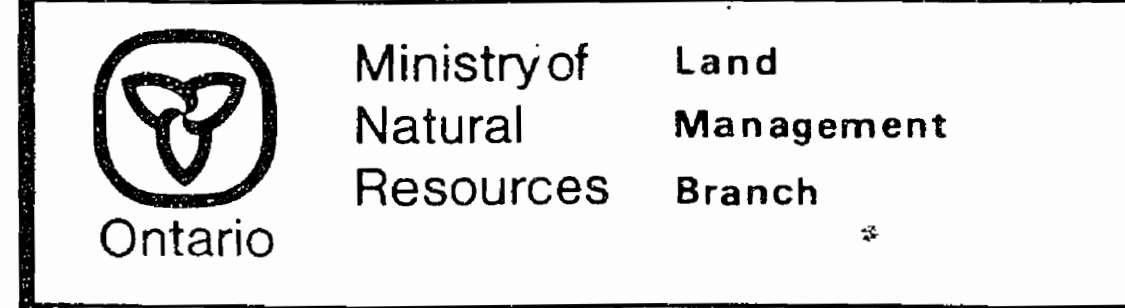 Ministry of
Natural
Resources
Land
Management
Branch
Ontario